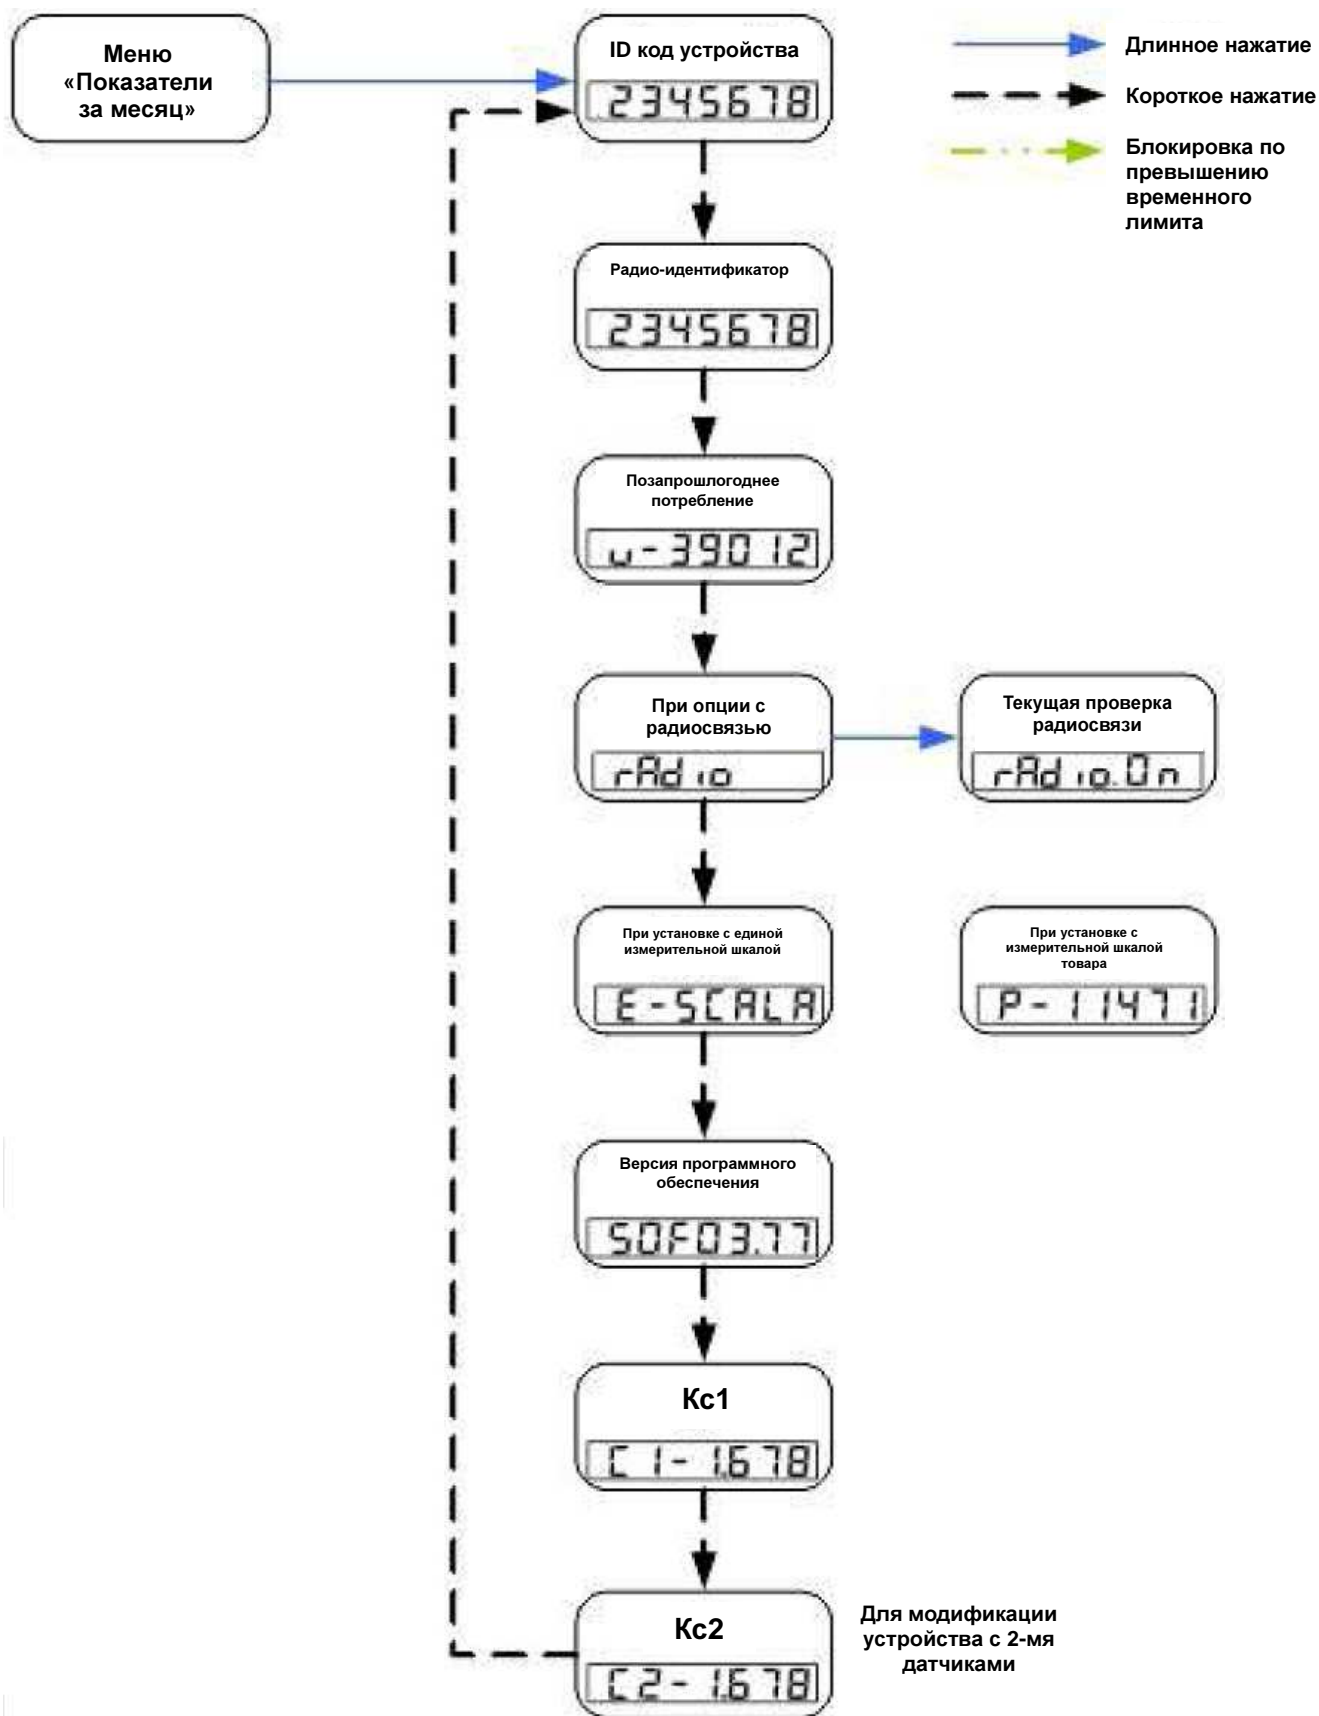 Меню
«Показатели
за месяц»
ID код устройства
2345678
Длинное нажатие
Короткое нажатие
Блокировка по
превышению
временного
лимита
Радио-идентификатор
2345678
Позапрошлогоднее
потребление
u-39012
При опции с
радиосвязью
rAdio
Текущая проверка
радиосвязи
rAdio.On
При установке с единой
измерительной шкалой
E-SCALA
При установке с
измерительной шкалой
товара
P-11471
Версия программного
обеспечения
SOF03.77
Кс1
C1-1.678
Кс2
C2-1.678
Для модификации
устройства с 2-мя
датчиками